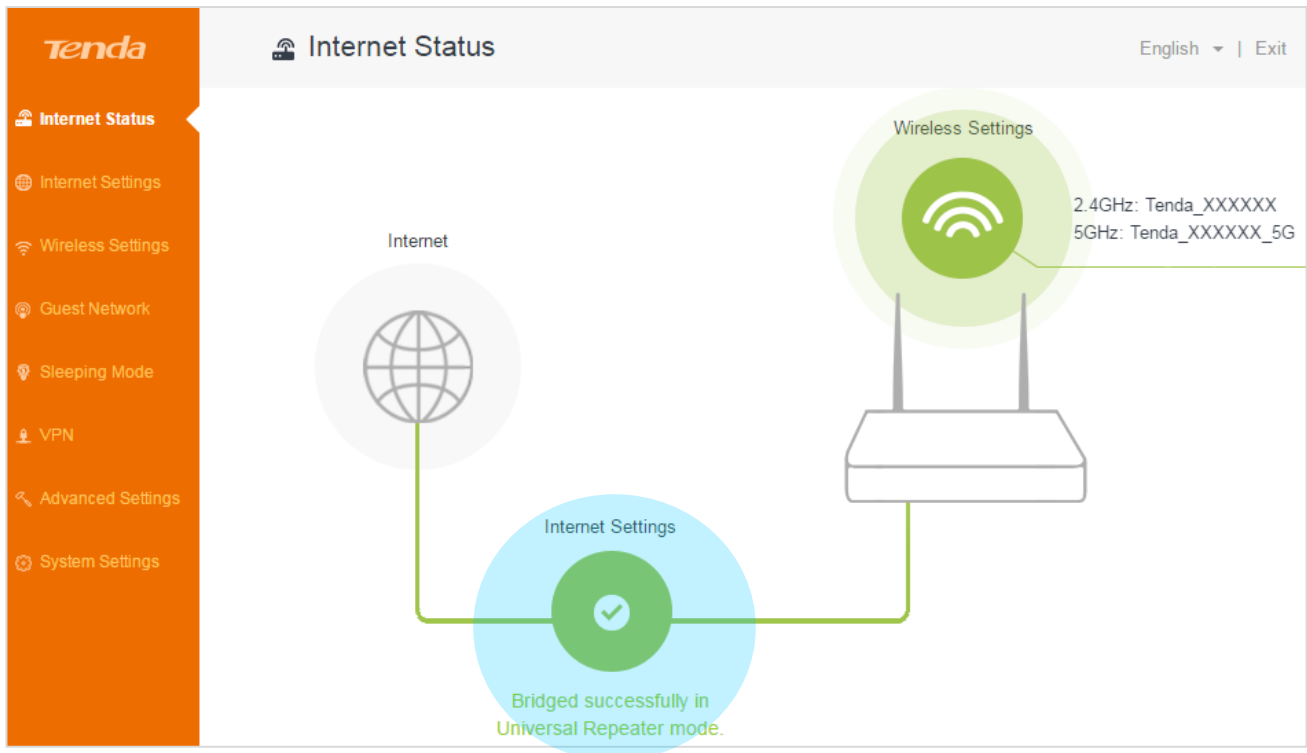 Tenda
Internet Status
English | Exit
Internet Status
Internet Settings
Wireless Settings
Guest Network
Sleeping Mode
VPN
Advanced Settings
System Settings
Wireless Settings
2.4GHz: Tenda_XXXXXX
5GHz: Tenda_XXXXXX_5G
Internet
Internet Settings
Bridged successfully in
Universal Repeater mode.